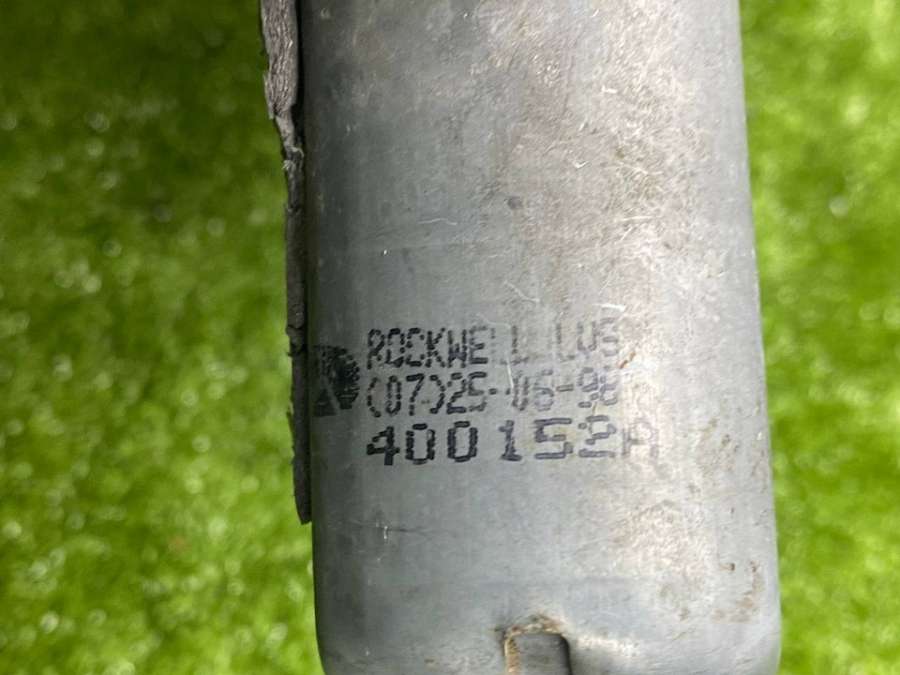 ROCKWELL LVS
(07)25-06-98
400152A